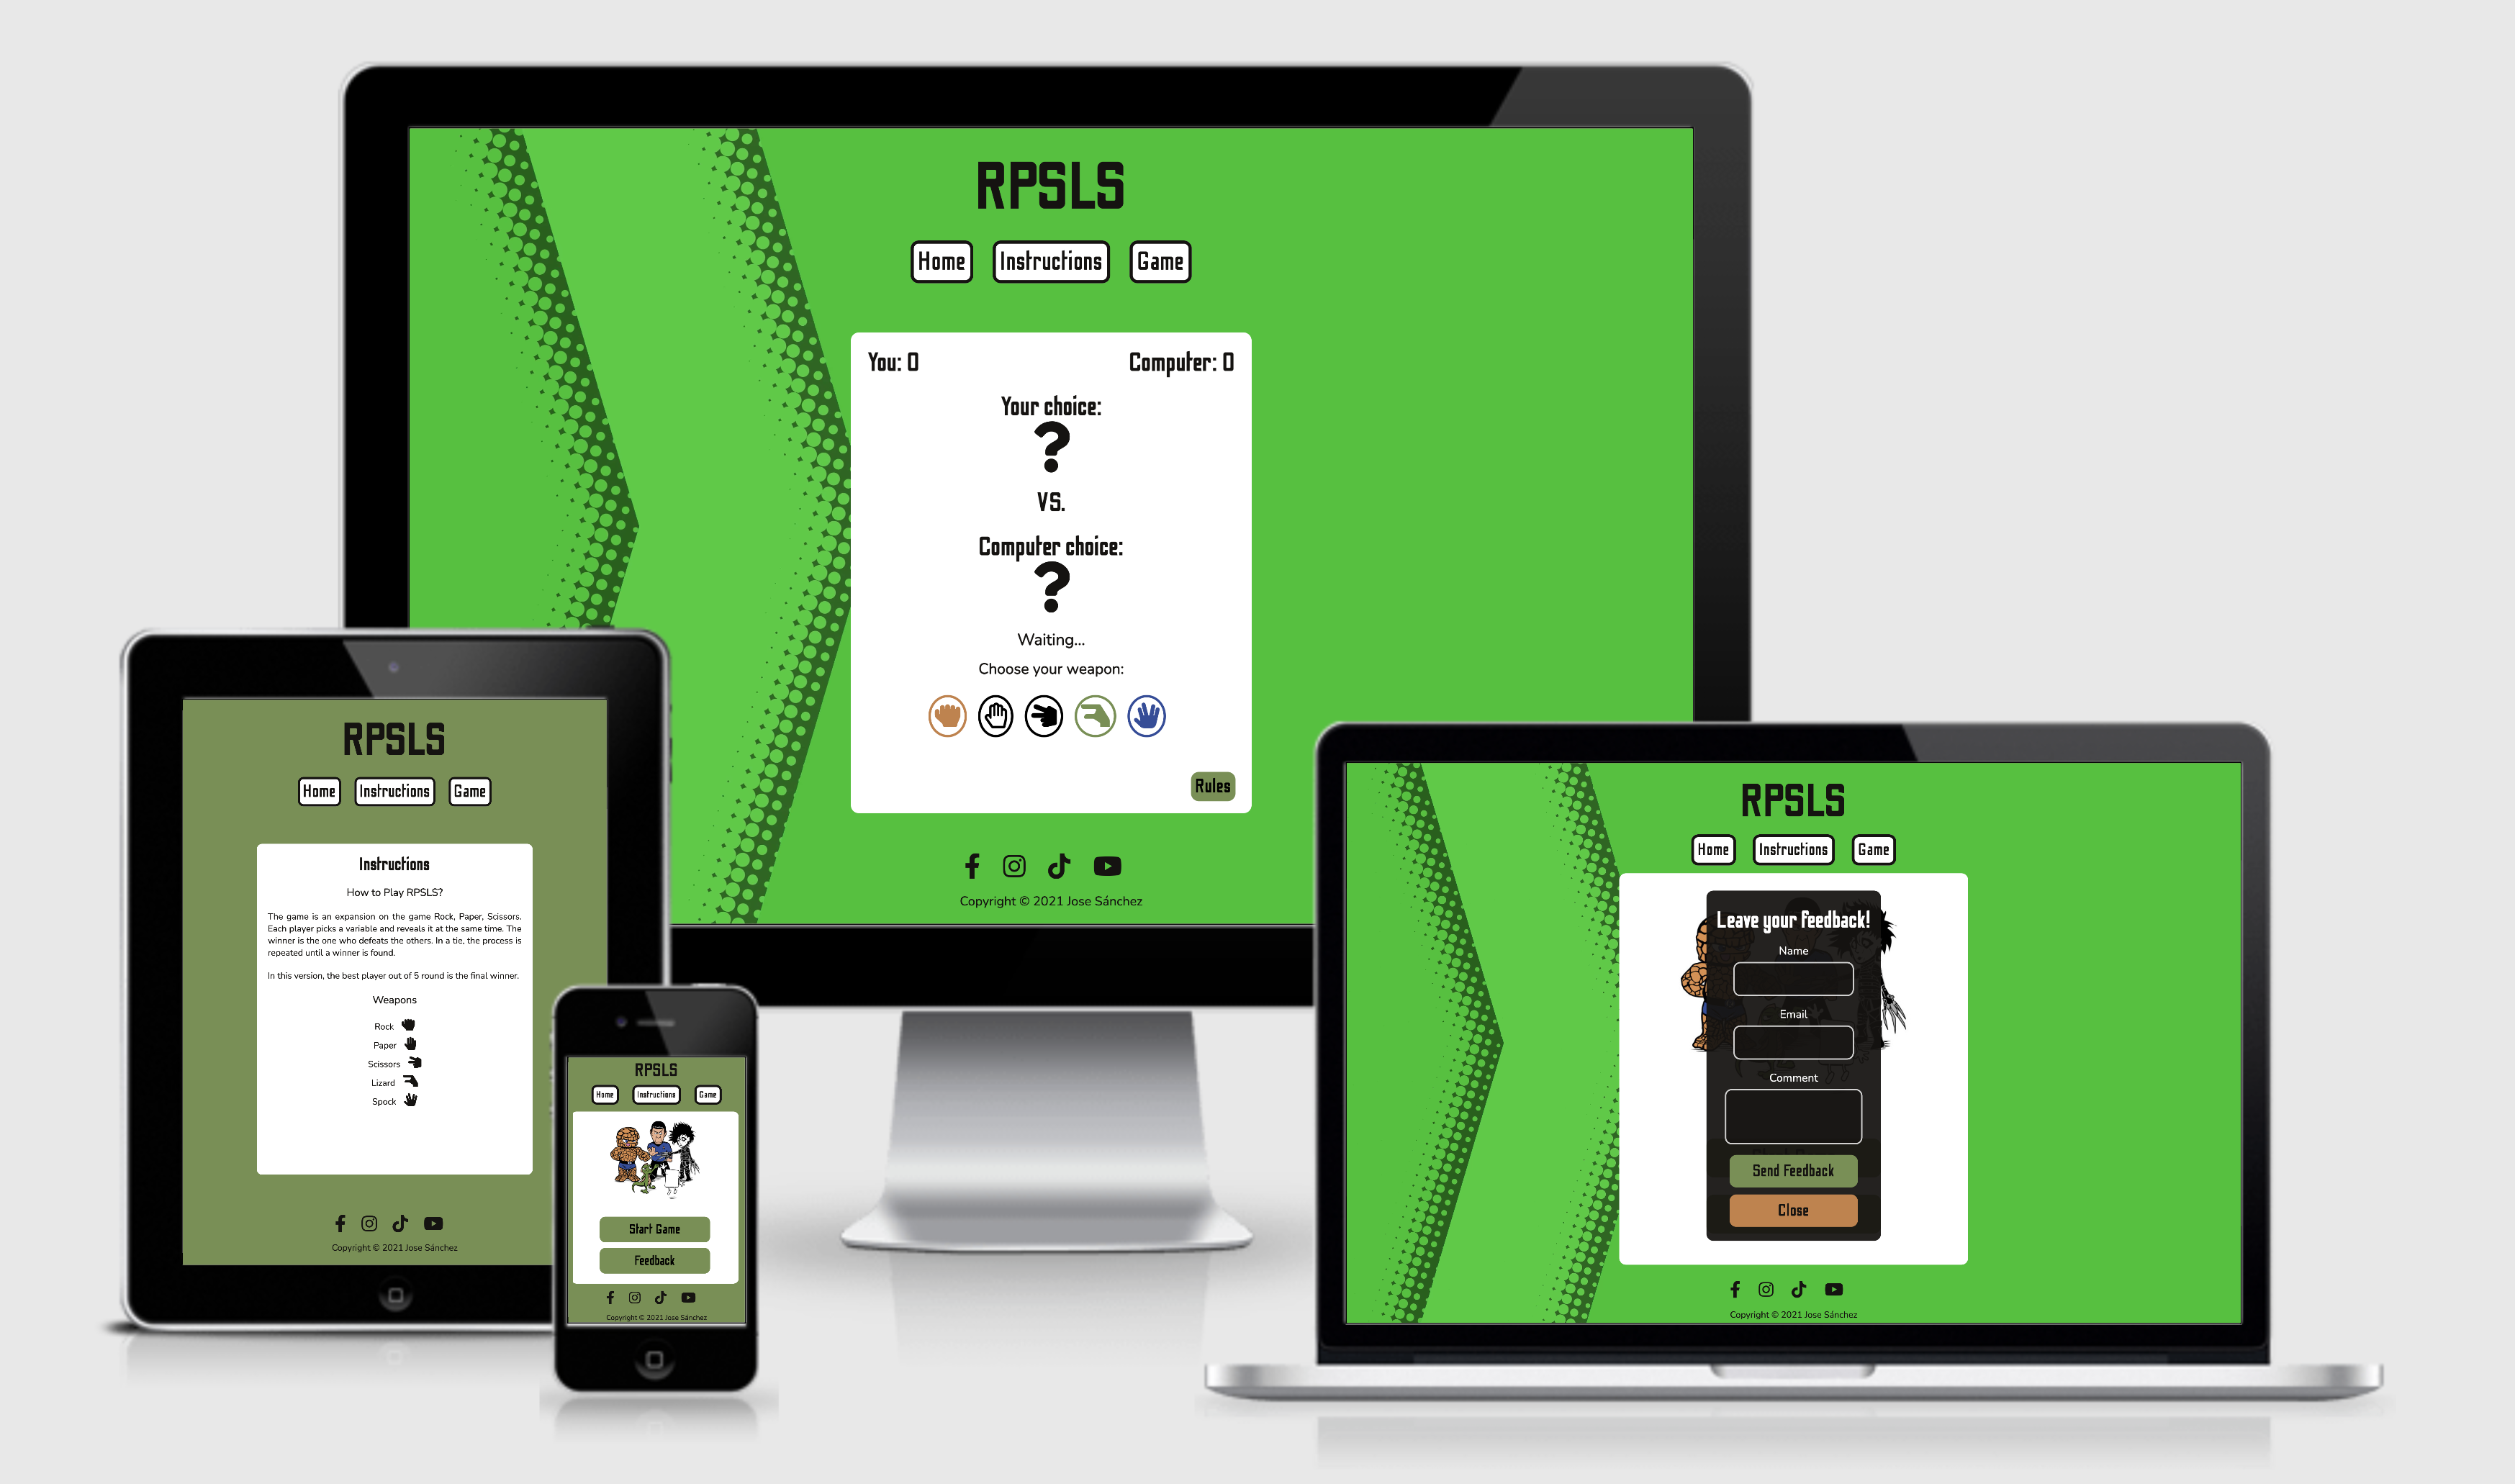 RPSLS
Home Instructions Game
You: 0 Computer: 0
Your choice:
?
VS.
Computer choice:
?
Waiting...
Choose your weapon:
Rules
Copyright © 2021 Jose Sánchez
RPSLS
Home Instructions Game
Instructions
How to Play RPSLS?
The game is an expansion on the game Rock, Paper, Scissors.
Each player picks a variable and reveals it at the same time. The
winner is the one who defeats the others. In a tie, the process is
repeated until a winner is found.
In this version, the best player out of 5 round is the final winner.
Weapons
Rock
Paper
Scissors
Lizard
Spock
Copyright © 2021 Jose Sánchez
RPSLS
Home Instructions Game
Start Game
Feedback
Copyright © 2021 Jose Sánchez
RPSLS
Home Instructions Game
Leave your feedback!
Name
Email
Comment
Send Feedback
Close
Copyright © 2021 Jose Sánchez